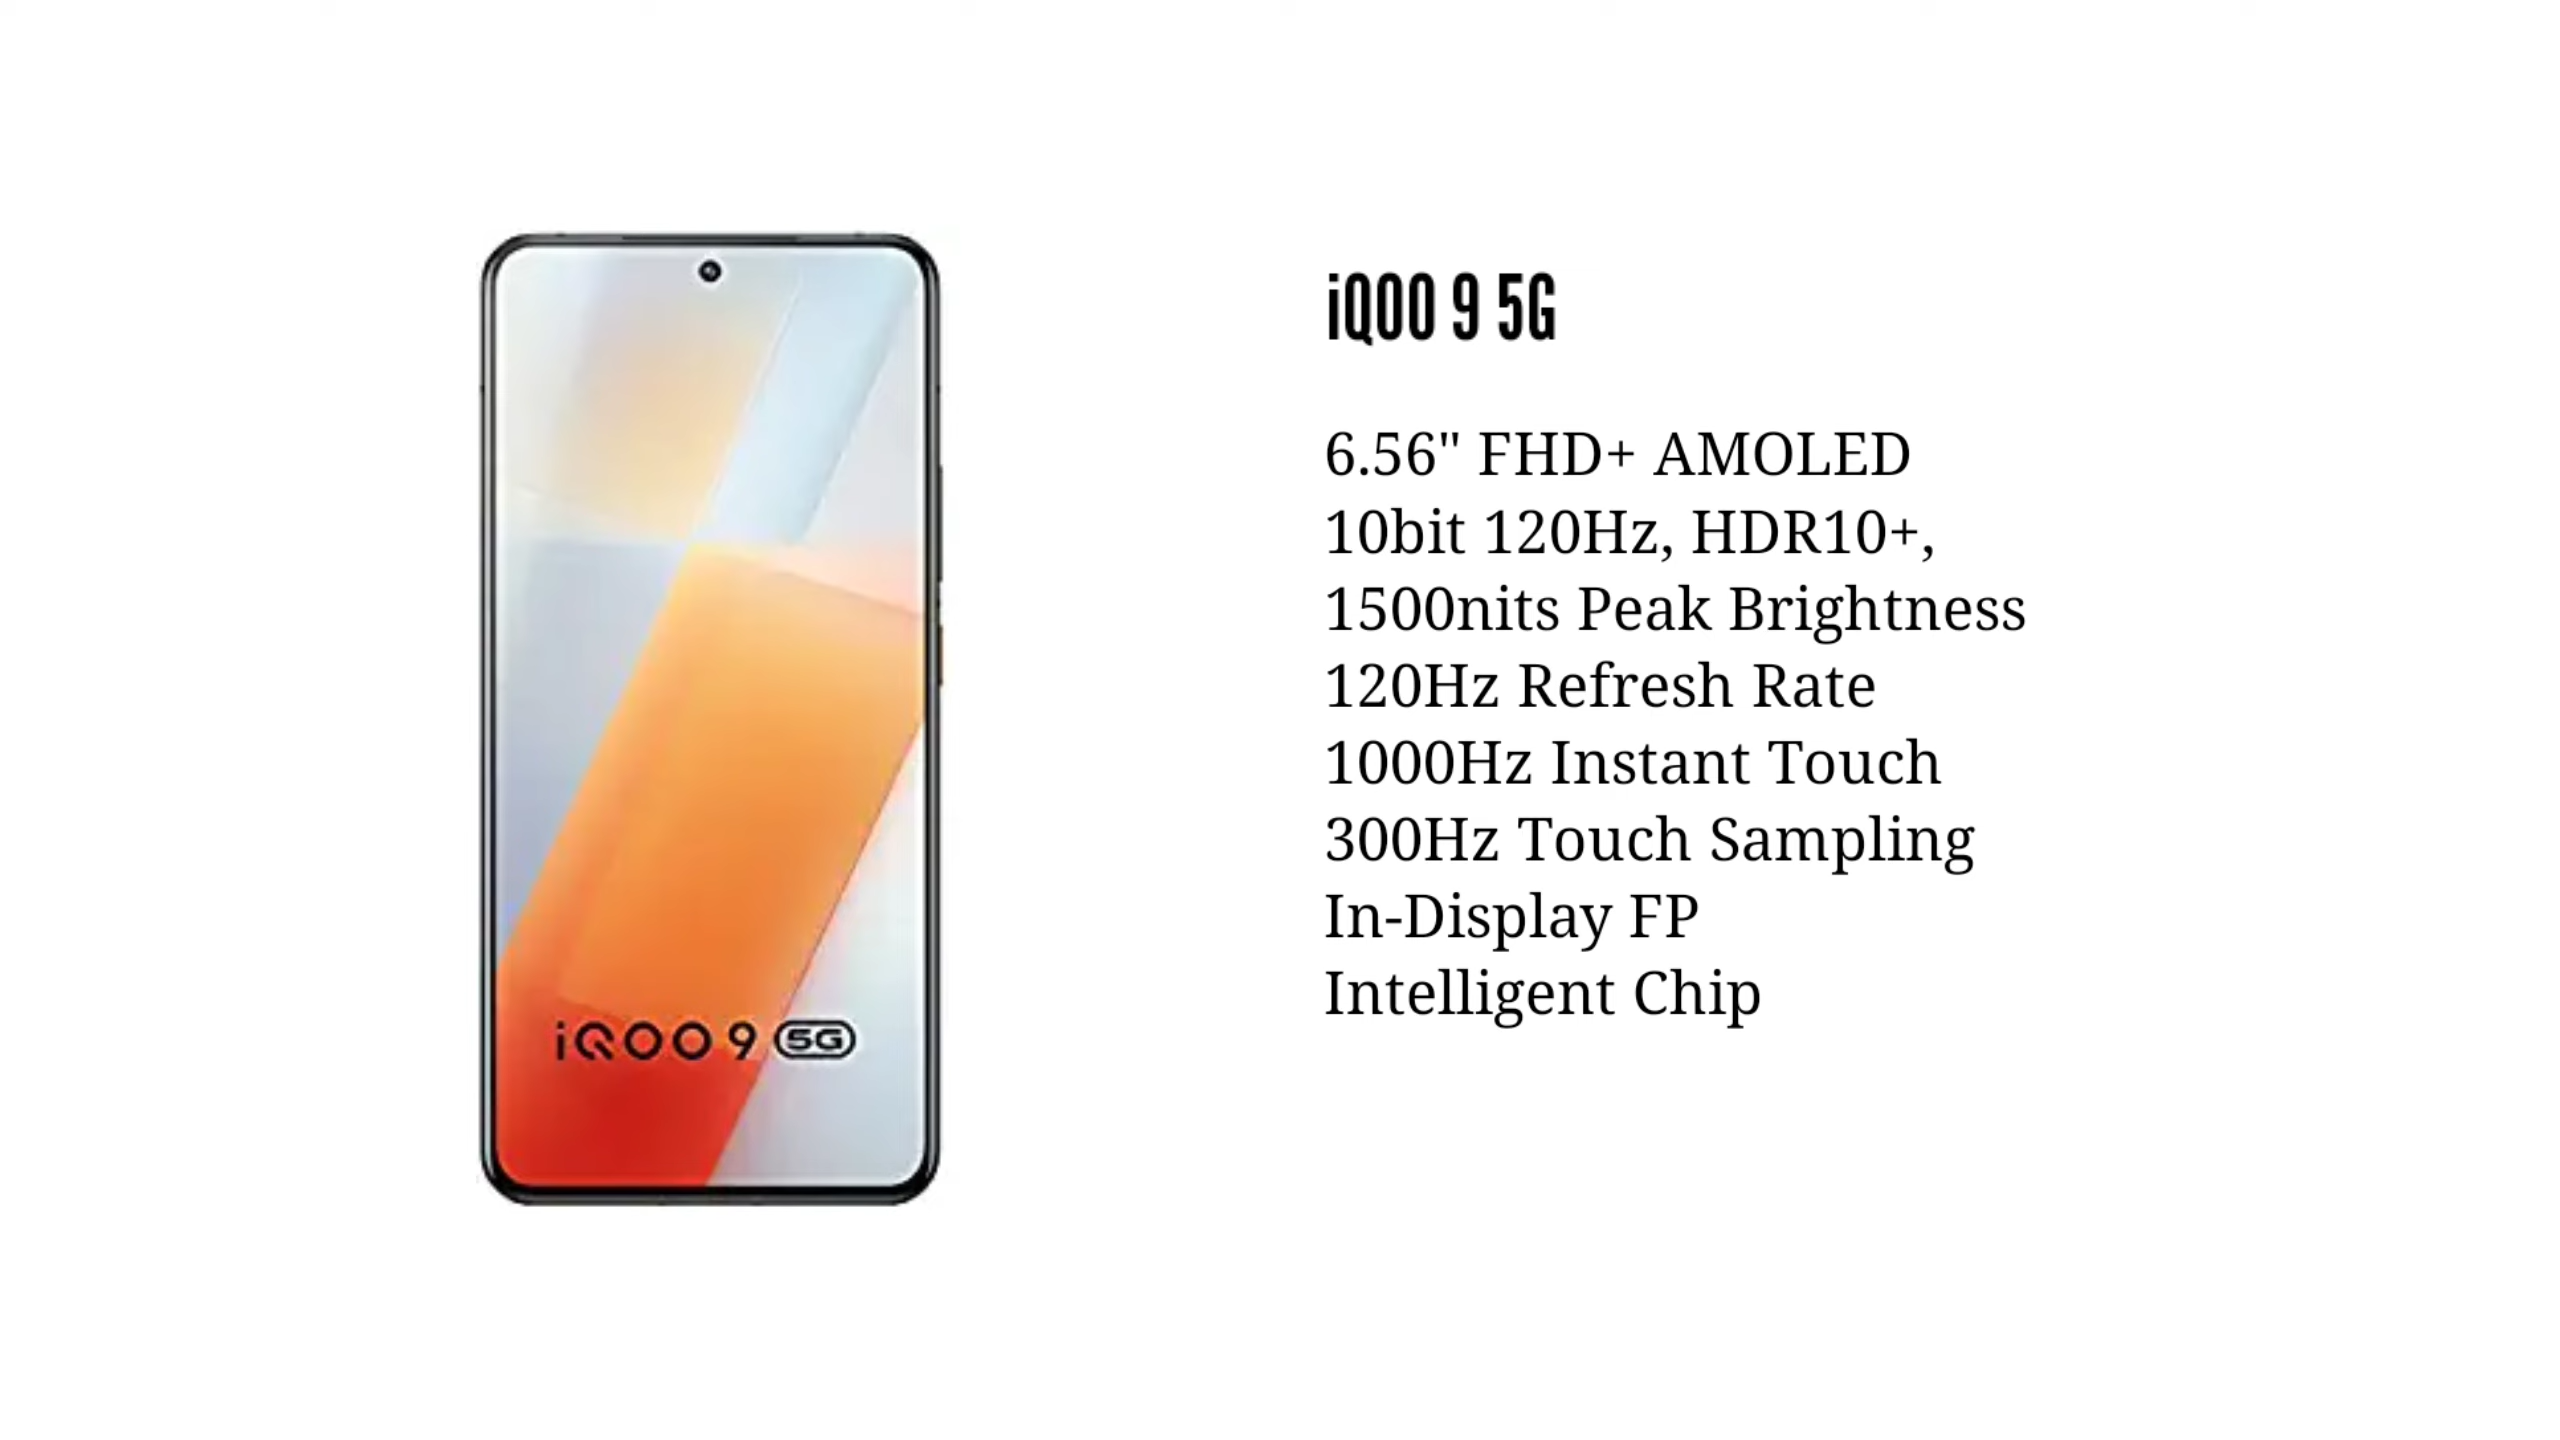 iQOO 9 5G
iQOO 9 5G
6.56" FHD+ AMOLED
10bit 120Hz, HDR10+,
1500nits Peak Brightness
120Hz Refresh Rate
1000Hz Instant Touch
300Hz Touch Sampling
In-Display FP
Intelligent Chip